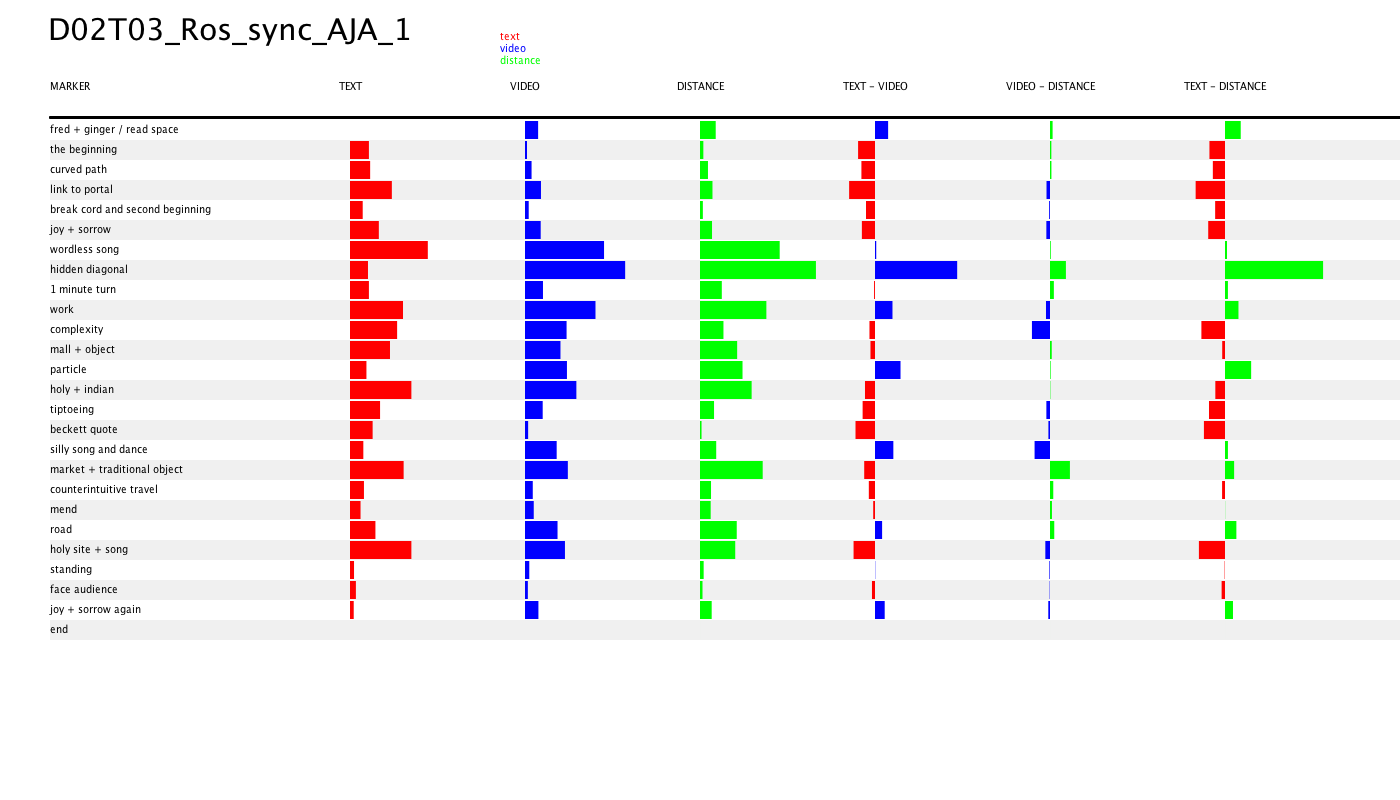 D02T03_Ros_sync_AJA_1
text
video
distance
MARKER TEXT VIDEO DISTANCE TEXT - VIDEO VIDEO - DISTANCE TEXT - DISTANCE
fred + ginger / read space
the beginning
curved path
link to portal
break cord and second beginning
joy + sorrow
wordless song
hidden diagonal
1 minute turn
work
complexity
mall + object
particle
holy + indian
tiptoeing
beckett quote
silly song and dance
market + traditional object
counterintuitive travel
mend
road
holy site + song
standing
face audience
joy + sorrow again
end